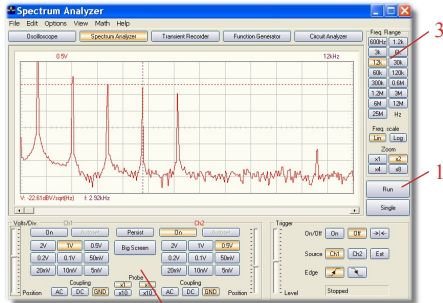 Spectrum Analyzer
File Edit Options View Math Help
Oscilloscope Spectrum Analyzer Transient Recorder Function Generator Circuit Analyzer
Freq. Range
600Hz 1.2k
3k
12k 30k
60k 120k
300k 0.6M
1.2M 3M
6M 12M
25M Hz
3
0.9V 12kHz
Freq. scale
Lin Log
Zoom
x1 x2
x4 x8
Run
1
Single
V: -22.61dBV/sqrt(Hz) f: 2.92kHz
Volts/Div. Ch1 Ch2
On Persist On
2V 1V 0.5V Big Screen 2V 1V 0.5V
0.2V 0.1V 50mV 0.2V 0.1V 50mV
20mV 10mV 5mV 20mV 10mV 5mV
Coupling Probe Coupling
x1 x1
Position AC DC GND x10 x10 AC DC GND Position
Trigger
On/Off On Off
Source Ch1 Ch2 Ext
Edge
Level Stopped